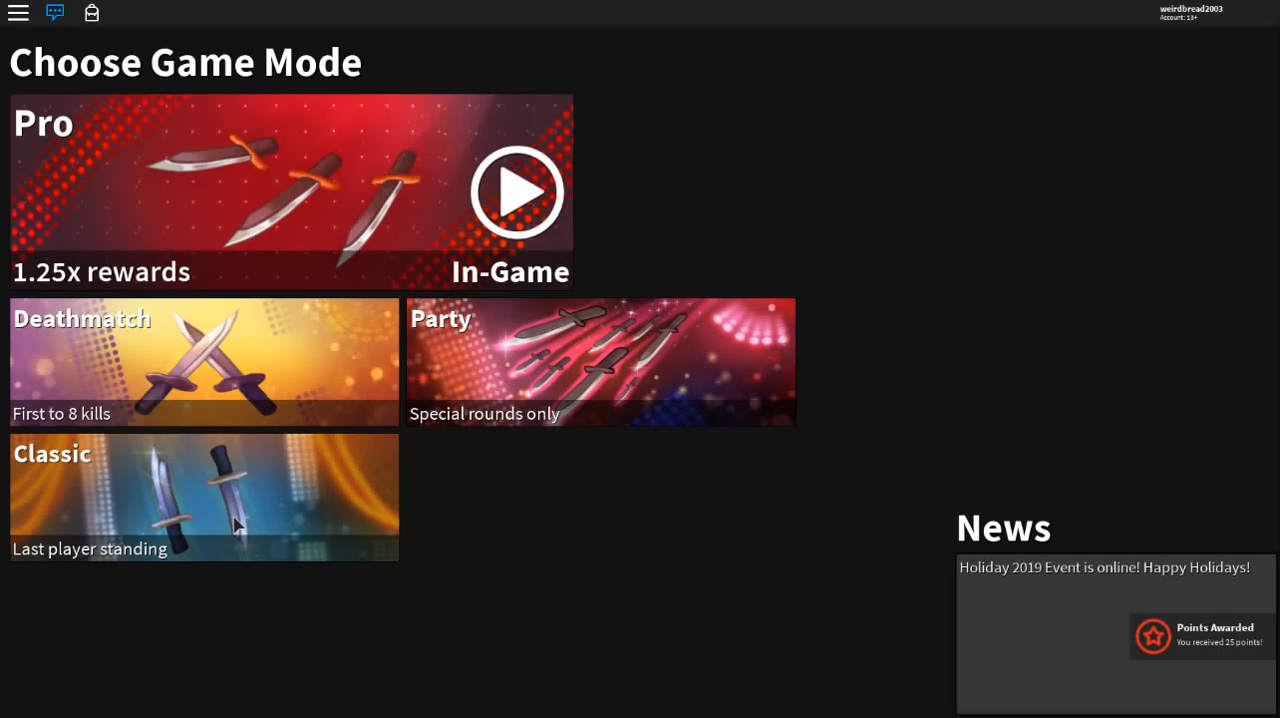 weirdbread2003
Account: 13+
Choose Game Mode
Pro
1.25x rewards
In-Game
Deathmatch
First to 8 kills
Party
Special rounds only
Classic
Last player standing
News
Holiday 2019 Event is online! Happy Holidays!
Points Awarded
You received 25 points!